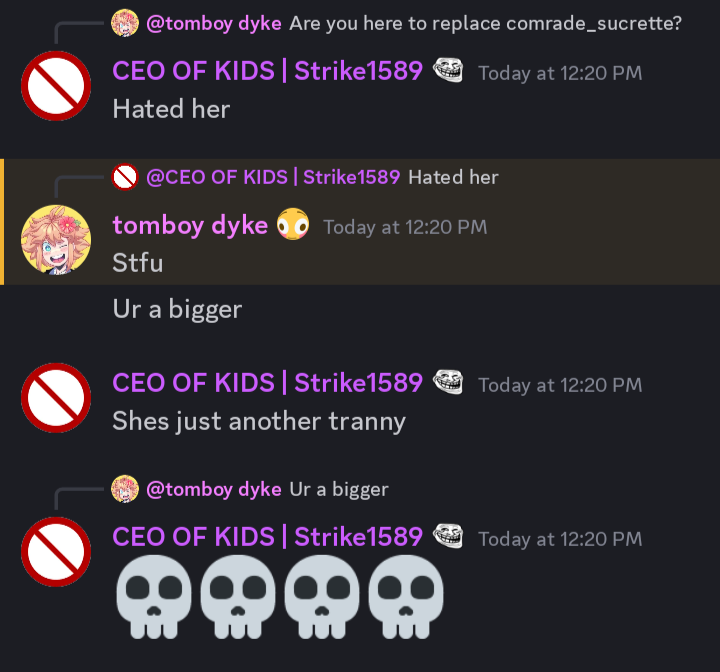 @tomboy dyke Are you here to replace comrade_sucrette?
CEO OF KIDS | Strike1589 Today at 12:20 PM
Hated her
@CEO OF KIDS | Strike1589 Hated her
tomboy dyke 😳 Today at 12:20 PM
Stfu
Ur a bigger
CEO OF KIDS | Strike1589 Today at 12:20 PM
Shes just another tranny
@tomboy dyke Ur a bigger
CEO OF KIDS | Strike1589 Today at 12:20 PM
💀💀💀💀